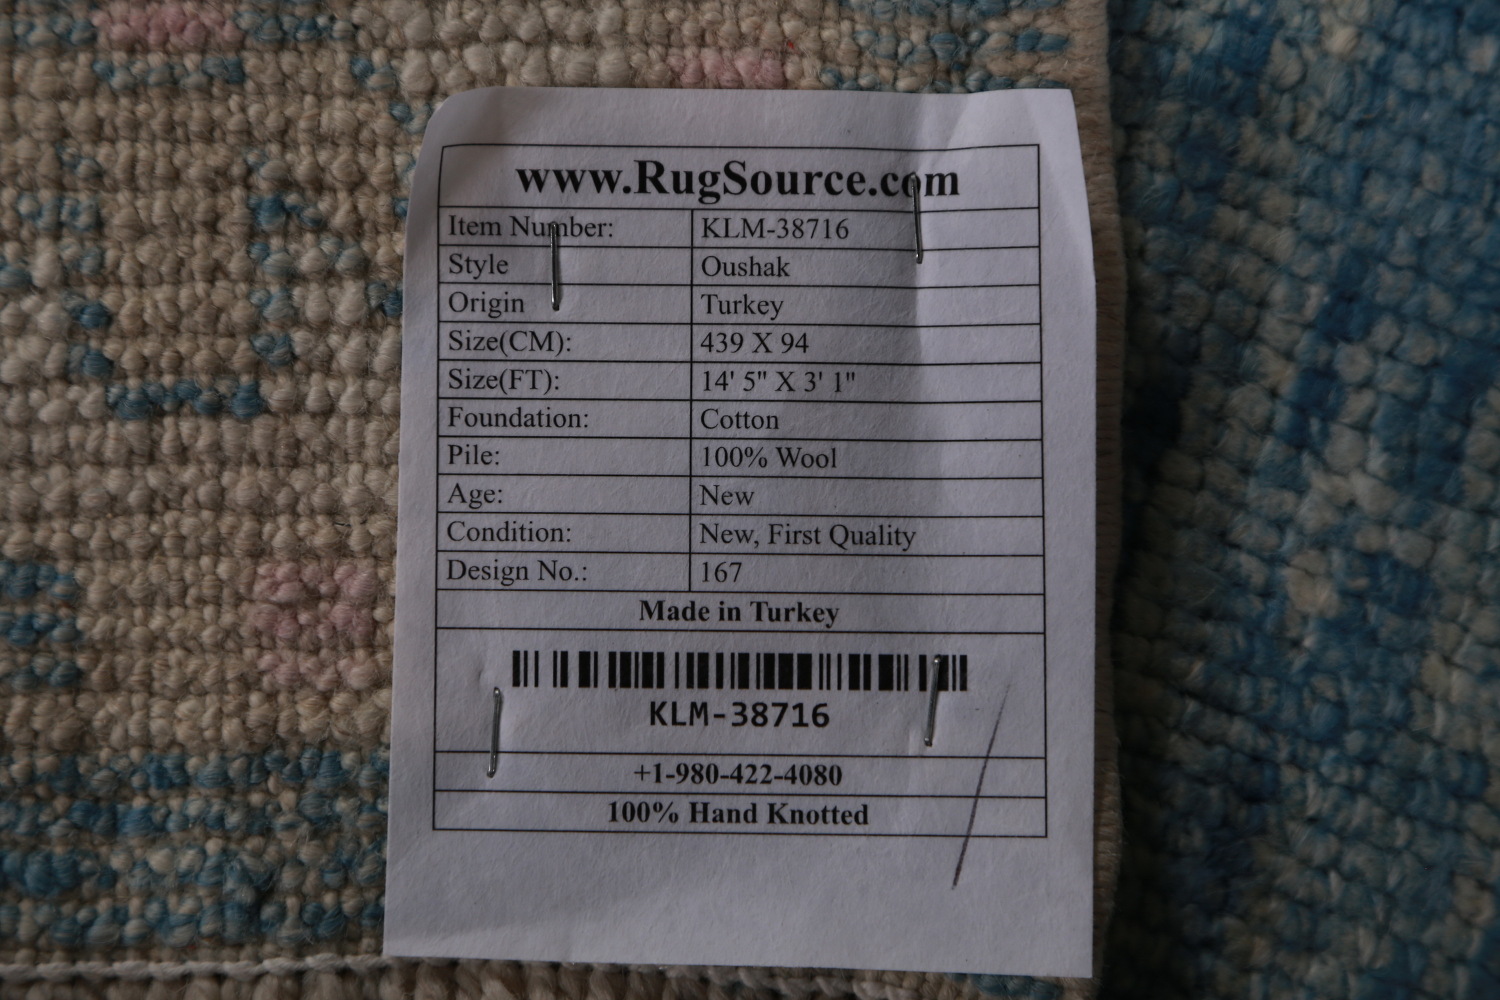 www.RugSource.com
Item Number: KLM-38716
Style Oushak
Origin Turkey
Size(CM): 439 X 94
Size(FT): 14' 5" X 3' 1"
Foundation: Cotton
Pile: 100% Wool
Age: New
Condition: New, First Quality
Design No.: 167
Made in Turkey
KLM-38716
+1-980-422-4080
100% Hand Knotted